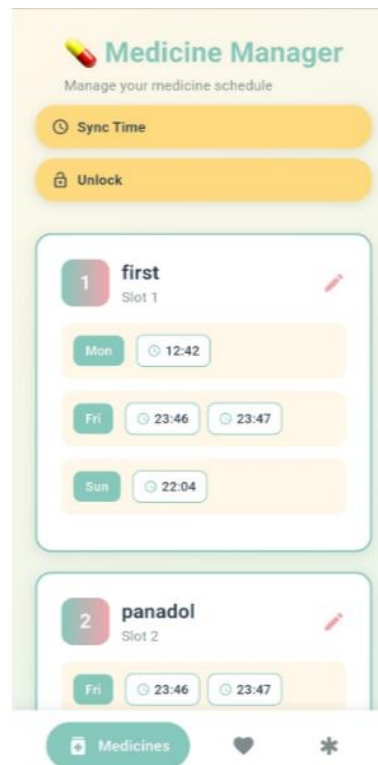 Medicine Manager
Manage your medicine schedule
Sync Time
Unlock
1 first
Slot 1
Mon 12:42
Fri 23:46 23:47
Sun 22:04
2 panadol
Slot 2
Fri 23:46 23:47
Medicines